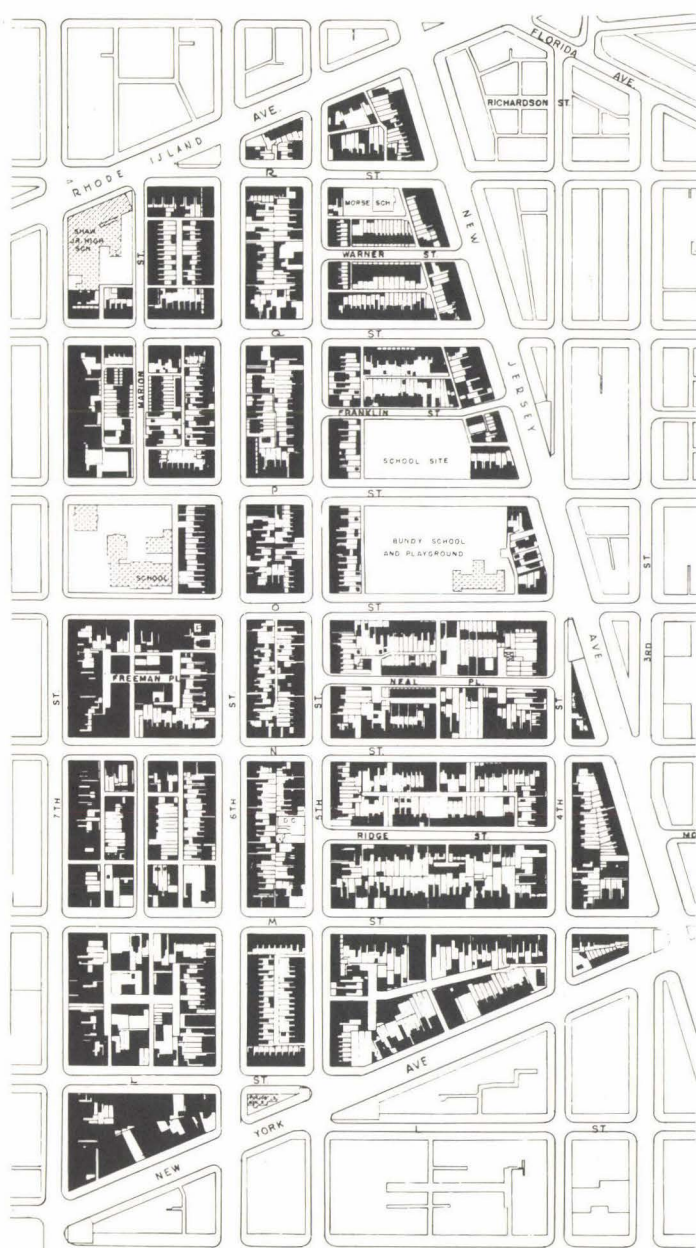 FLORIDA
AVE.
RICHARDSON ST.
RHODE ISLAND AVE.
R ST.
SHAW
JR. HIGH
SCH
MORSE SCH
NEW
ST.
WARNER ST.
Q ST.
MARION
JERSEY
FRANKLIN ST
SCHOOL SITE
P ST.
BUNDY SCHOOL
AND PLAYGROUND
SCHOOL
ST
O ST.
AVE
3RD
FREEMAN PL
NEAL PL.
ST.
ST
ST.
ST
N ST.
7TH
6TH
5TH
4TH
D.C.
RIDGE ST
M ST.
AVE
L ST.
YORK
L ST.
NEW